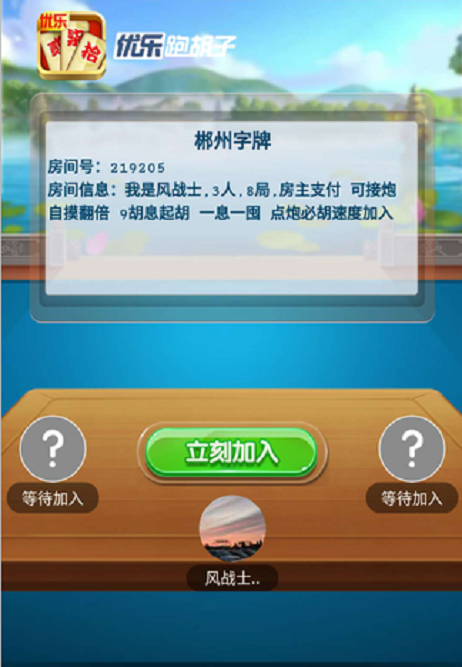 优乐
贰柒拾
优乐跑胡子
郴州字牌
房间号：219205
房间信息：我是风战士,3人,8局,房主支付 可接炮
自摸翻倍 9胡息起胡 一息一囤 点炮必胡速度加入
?
?
立刻加入
等待加入
等待加入
风战士..